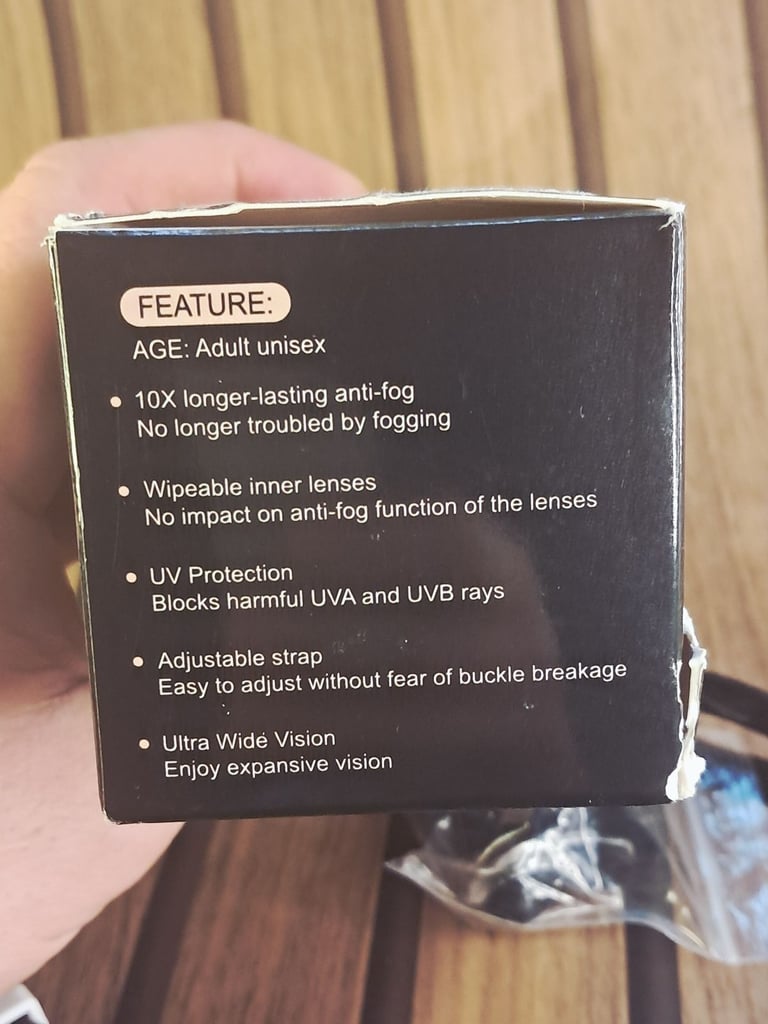 FEATURE:
AGE: Adult unisex
• 10X longer-lasting anti-fog
No longer troubled by fogging
• Wipeable inner lenses
No impact on anti-fog function of the lenses
• UV Protection
Blocks harmful UVA and UVB rays
• Adjustable strap
Easy to adjust without fear of buckle breakage
• Ultra Wide Vision
Enjoy expansive vision